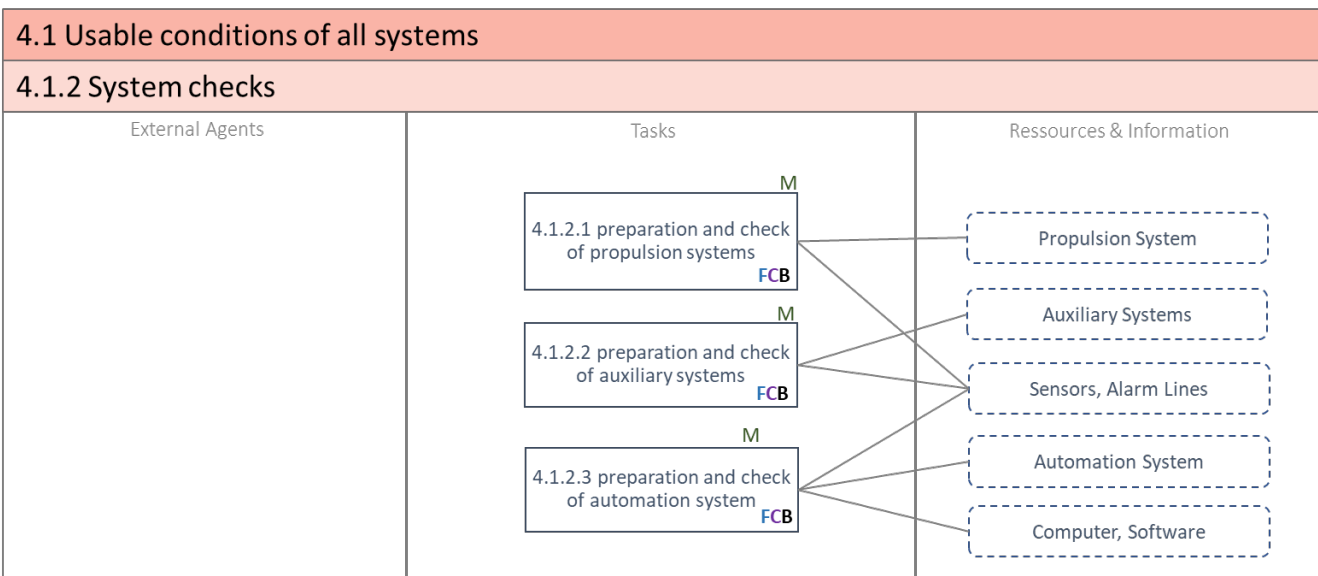 4.1 Usable conditions of all systems
4.1.2 System checks
External Agents
Tasks
Ressources & Information
M
4.1.2.1 preparation and check
of propulsion systems
FCB
M
4.1.2.2 preparation and check
of auxiliary systems
FCB
M
4.1.2.3 preparation and check
of automation system
FCB
Propulsion System
Auxiliary Systems
Sensors, Alarm Lines
Automation System
Computer, Software